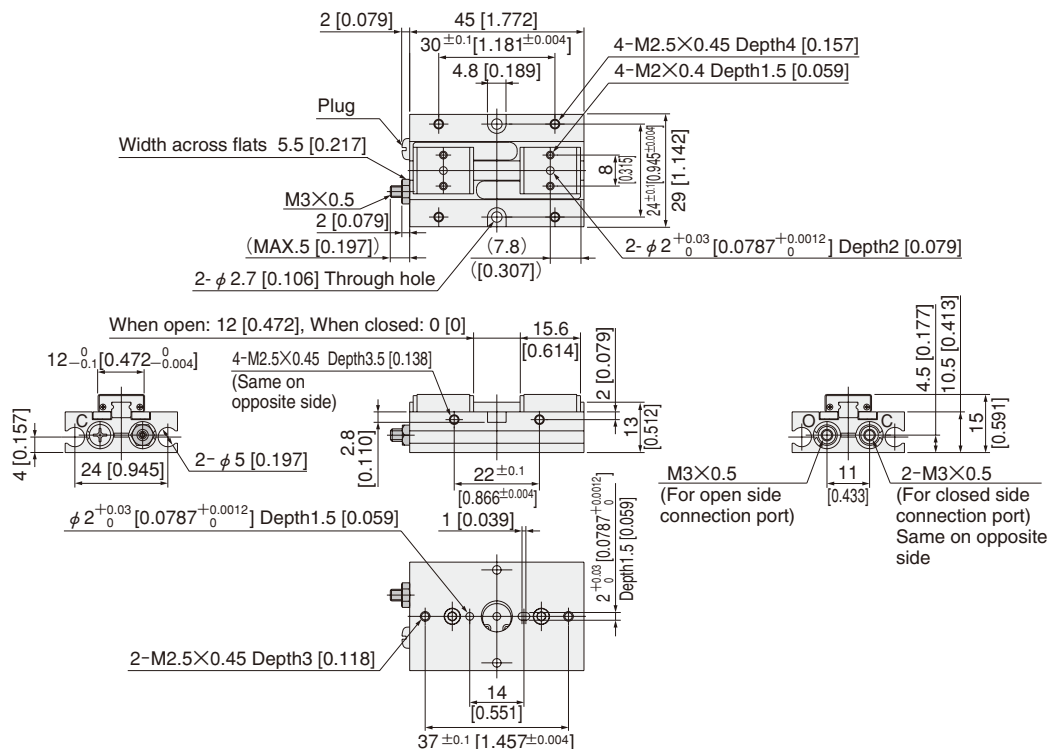 2 [0.079]
45 [1.772]
30 ±0.1 [1.181 ±0.004]
4.8 [0.189]
4-M2.5×0.45 Depth4 [0.157]
4-M2×0.4 Depth1.5 [0.059]
Plug
Width across flats 5.5 [0.217]
M3×0.5
2 [0.079]
(MAX.5 [0.197])
2-φ2.7 [0.106] Through hole
(7.8)
([0.307])
8
[0.315]
24±0.1[0.945±0.004]
29 [1.142]
2-φ2 +0.03 0 [0.0787 +0.0012 0] Depth2 [0.079]
When open: 12 [0.472], When closed: 0 [0]
15.6
[0.614]
2 [0.079]
12 0 -0.1 [0.472 0 -0.004]
4-M2.5×0.45 Depth3.5 [0.138]
(Same on
opposite side)
C
4 [0.157]
24 [0.945]
2-φ5 [0.197]
2.8
[0.110]
22 ±0.1
[0.866 ±0.004]
13
[0.512]
4.5 [0.177]
10.5 [0.413]
15
[0.591]
O
C
M3×0.5
(For open side
connection port)
11
[0.433]
2-M3×0.5
(For closed side
connection port)
Same on opposite
side
φ2 +0.03 0 [0.0787 +0.0012 0] Depth1.5 [0.059]
1 [0.039]
2 +0.03 0 [0.0787 +0.0012 0]
Depth1.5 [0.059]
2-M2.5×0.45 Depth3 [0.118]
14
[0.551]
37 ±0.1 [1.457 ±0.004]